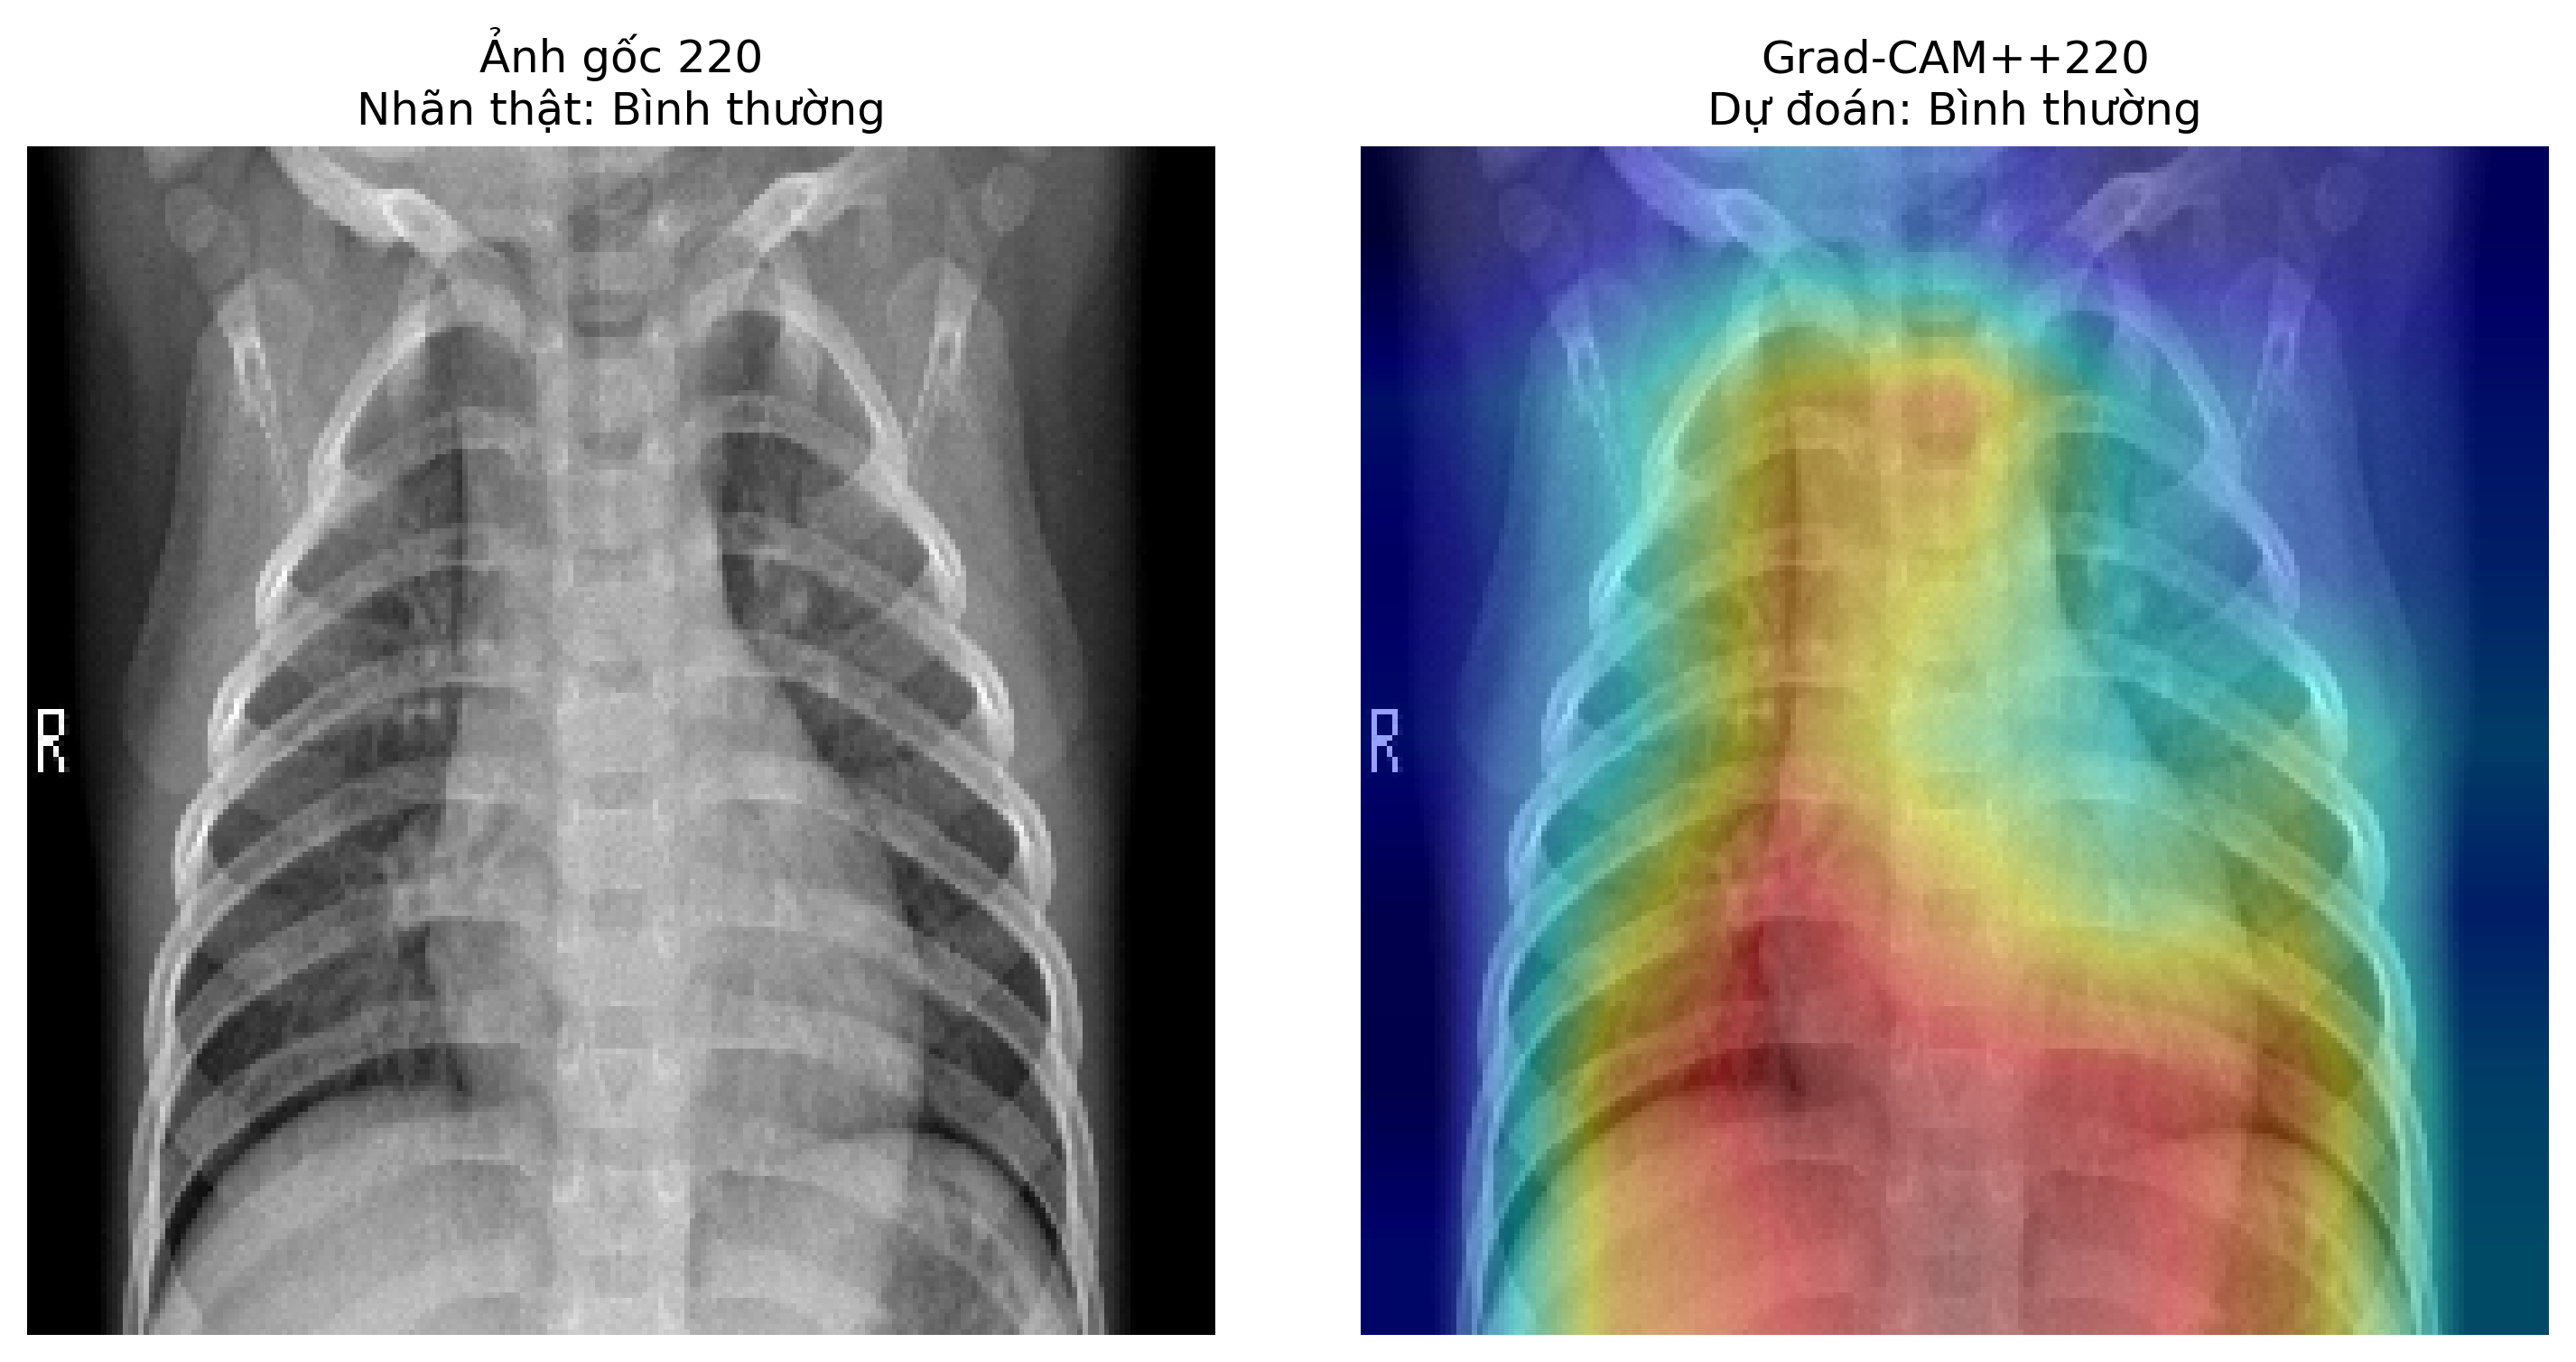 Ảnh gốc 220
Nhãn thật: Bình thường
Grad-CAM++220
Dự đoán: Bình thường
R
R